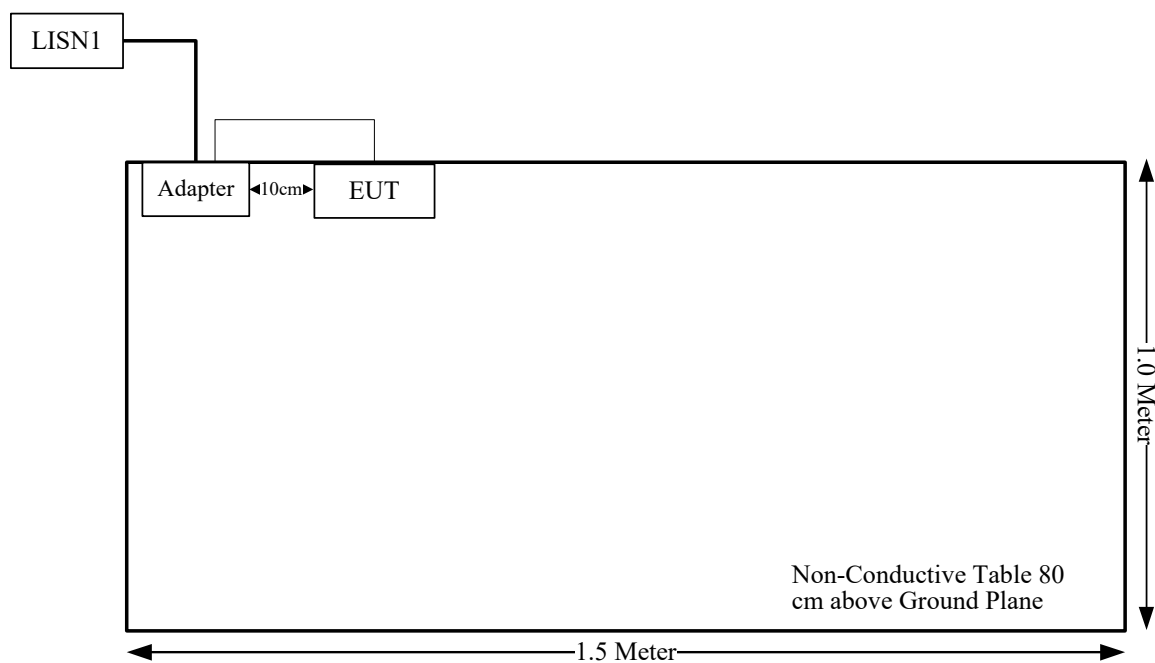 LISN1
Adapter
10cm
EUT
1.0 Meter
Non-Conductive Table 80
cm above Ground Plane
1.5 Meter